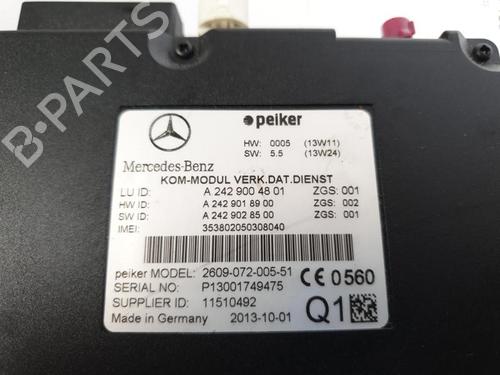 B-PARTS
peiker
HW: 0005 (13W11)
SW: 5.5 (13W24)
Mercedes-Benz
KOM-MODUL VERK.DAT.DIENST
LU ID: A 242 900 48 01 ZGS: 001
HW ID: A 242 901 89 00 ZGS: 002
SW ID: A 242 902 85 00 ZGS: 001
IMEI: 353802050308040
peiker MODEL: 2609-072-005-51 CE 0560
SERIAL NO: P13001749475
SUPPLIER ID: 11510492 Q1
Made in Germany 2013-10-01